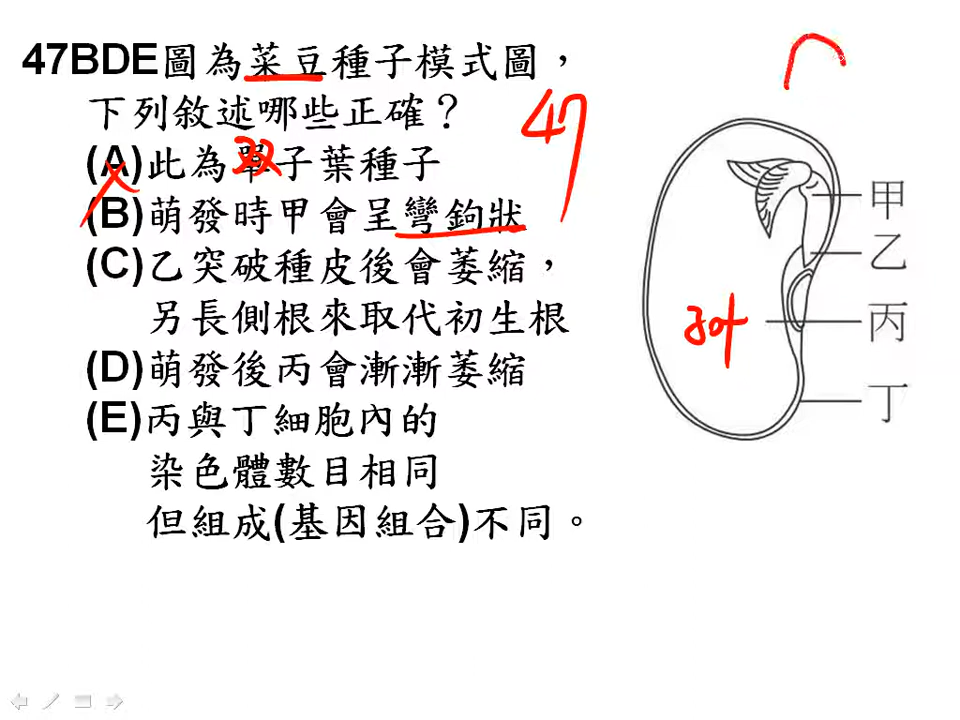 47BDE圖為菜豆種子模式圖，
下列敘述哪些正確？
47
(A)此為單子葉種子
双
(B)萌發時甲會呈彎鉤狀
(C)乙突破種皮後會萎縮，
另長側根來取代初生根
(D)萌發後丙會漸漸萎縮
(E)丙與丁細胞內的
染色體數目相同
但組成(基因組合)不同。
甲
乙
丙
丁